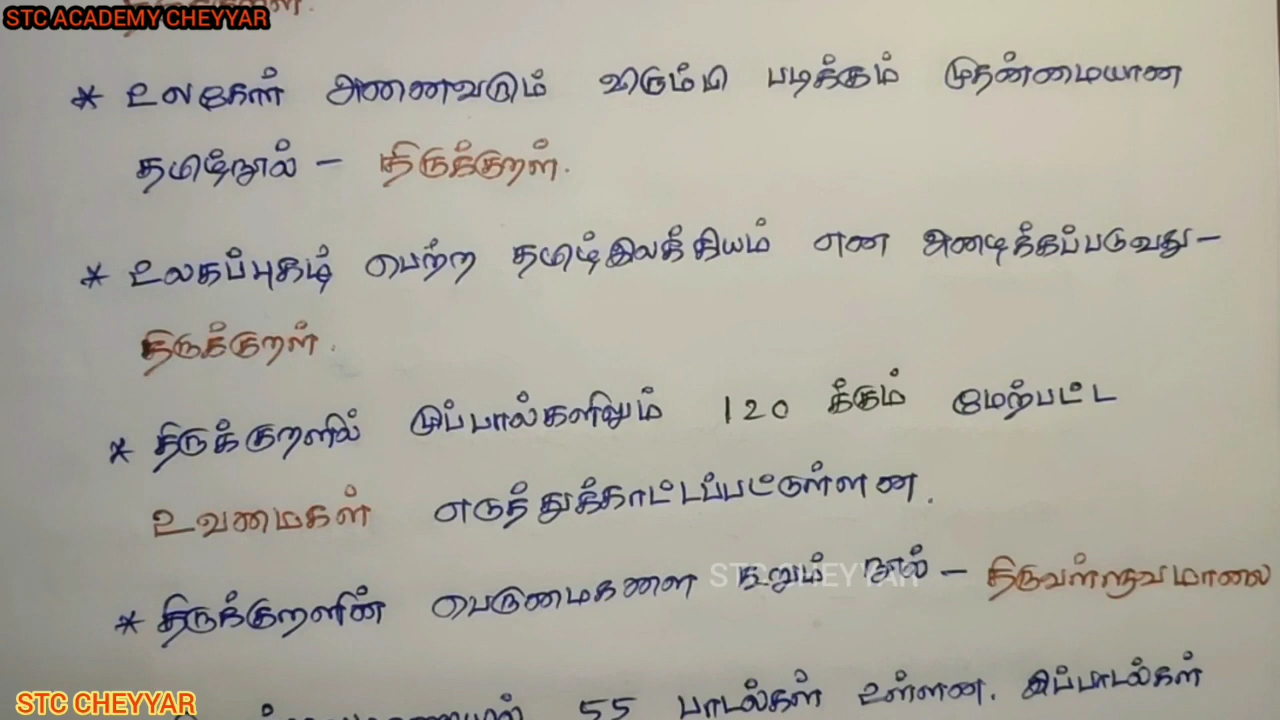 STC ACADEMY CHEYYAR
* உலகோர் அனைவரும் விரும்பி படிக்கும் முதன்மையான
தமிழ்நூல் - திருக்குறள்.
* உலகப்புகழ் பெற்ற தமிழ்இலக்கியம் என அழைக்கப்படுவது -
திருக்குறள்.
* திருக்குறளில் முப்பால்களிலும் 120 க்கும் மேற்பட்ட
உவமைகள் எடுத்துக்காட்டப்பட்டுள்ளன.
* திருக்குறளின் பெருமைகளை கூறும் நூல் - திருவள்ளுவமாலை
STC CHEYYAR
55 பாடல்கள் உள்ளன. இப்பாடல்கள்
STC CHEYYAR